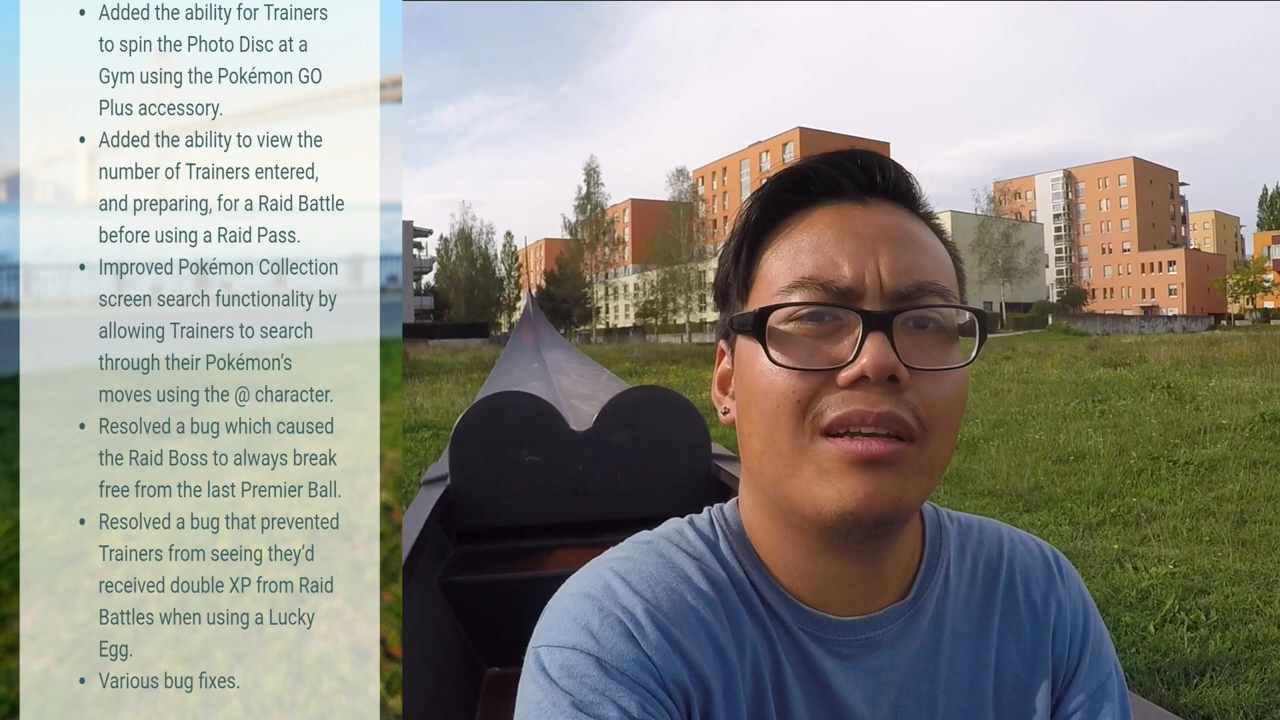 • Added the ability for Trainers
to spin the Photo Disc at a
Gym using the Pokémon GO
Plus accessory.
• Added the ability to view the
number of Trainers entered,
and preparing, for a Raid Battle
before using a Raid Pass.
• Improved Pokémon Collection
screen search functionality by
allowing Trainers to search
through their Pokémon’s
moves using the @ character.
• Resolved a bug which caused
the Raid Boss to always break
free from the last Premier Ball.
• Resolved a bug that prevented
Trainers from seeing they’d
received double XP from Raid
Battles when using a Lucky
Egg.
• Various bug fixes.